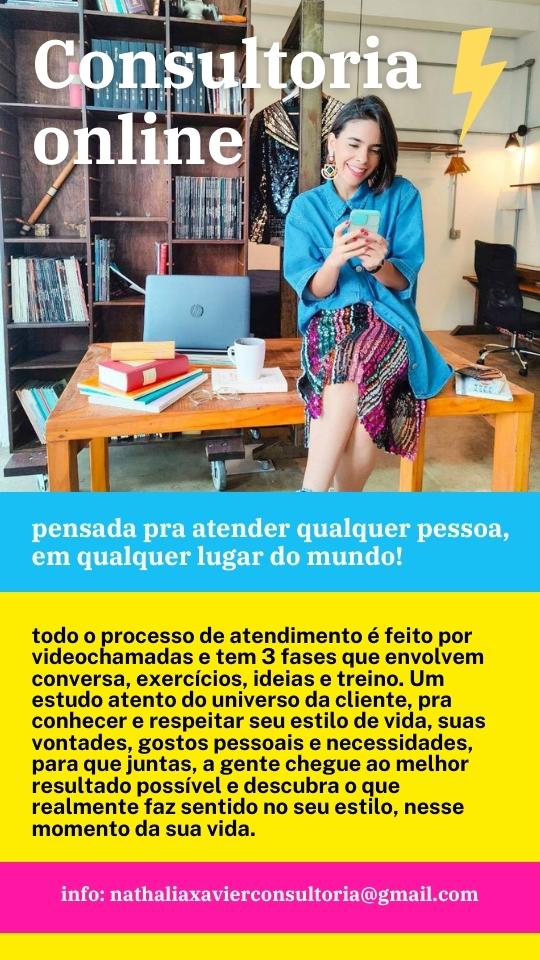 Consultoria
online
pensada pra atender qualquer pessoa,
em qualquer lugar do mundo!
todo o processo de atendimento é feito por
videochamadas e tem 3 fases que envolvem
conversa, exercícios, ideias e treino. Um
estudo atento do universo da cliente, pra
conhecer e respeitar seu estilo de vida, suas
vontades, gostos pessoais e necessidades,
para que juntas, a gente chegue ao melhor
resultado possível e descubra o que
realmente faz sentido no seu estilo, nesse
momento da sua vida.
info: nathaliaxavierconsultoria@gmail.com